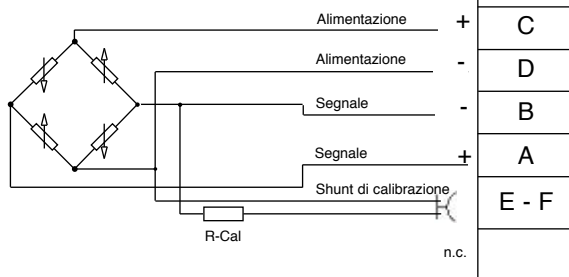 Alimentazione + C
Alimentazione - D
Segnale - B
Segnale + A
Shunt di calibrazione E - F
R-Cal
n.c.